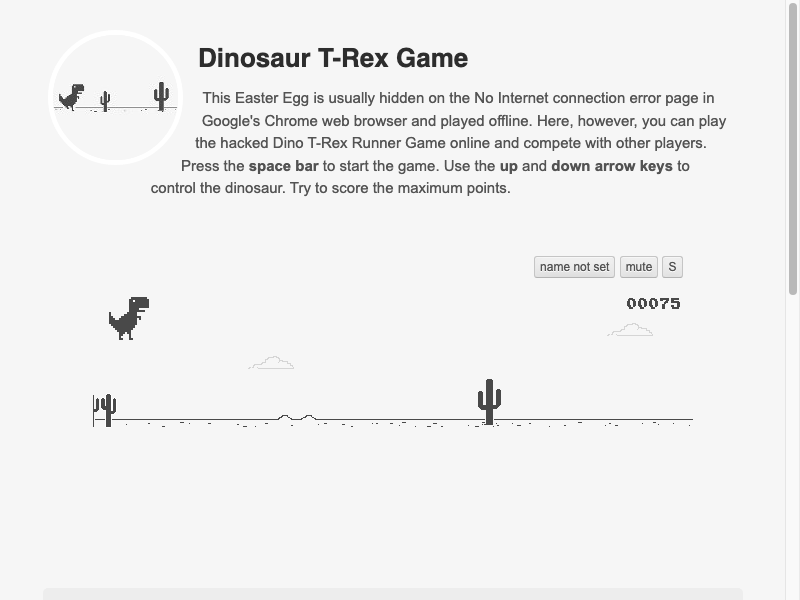 Dinosaur T-Rex Game
This Easter Egg is usually hidden on the No Internet connection error page in
Google's Chrome web browser and played offline. Here, however, you can play
the hacked Dino T-Rex Runner Game online and compete with other players.
Press the space bar to start the game. Use the up and down arrow keys to
control the dinosaur. Try to score the maximum points.
name not set mute S
00075